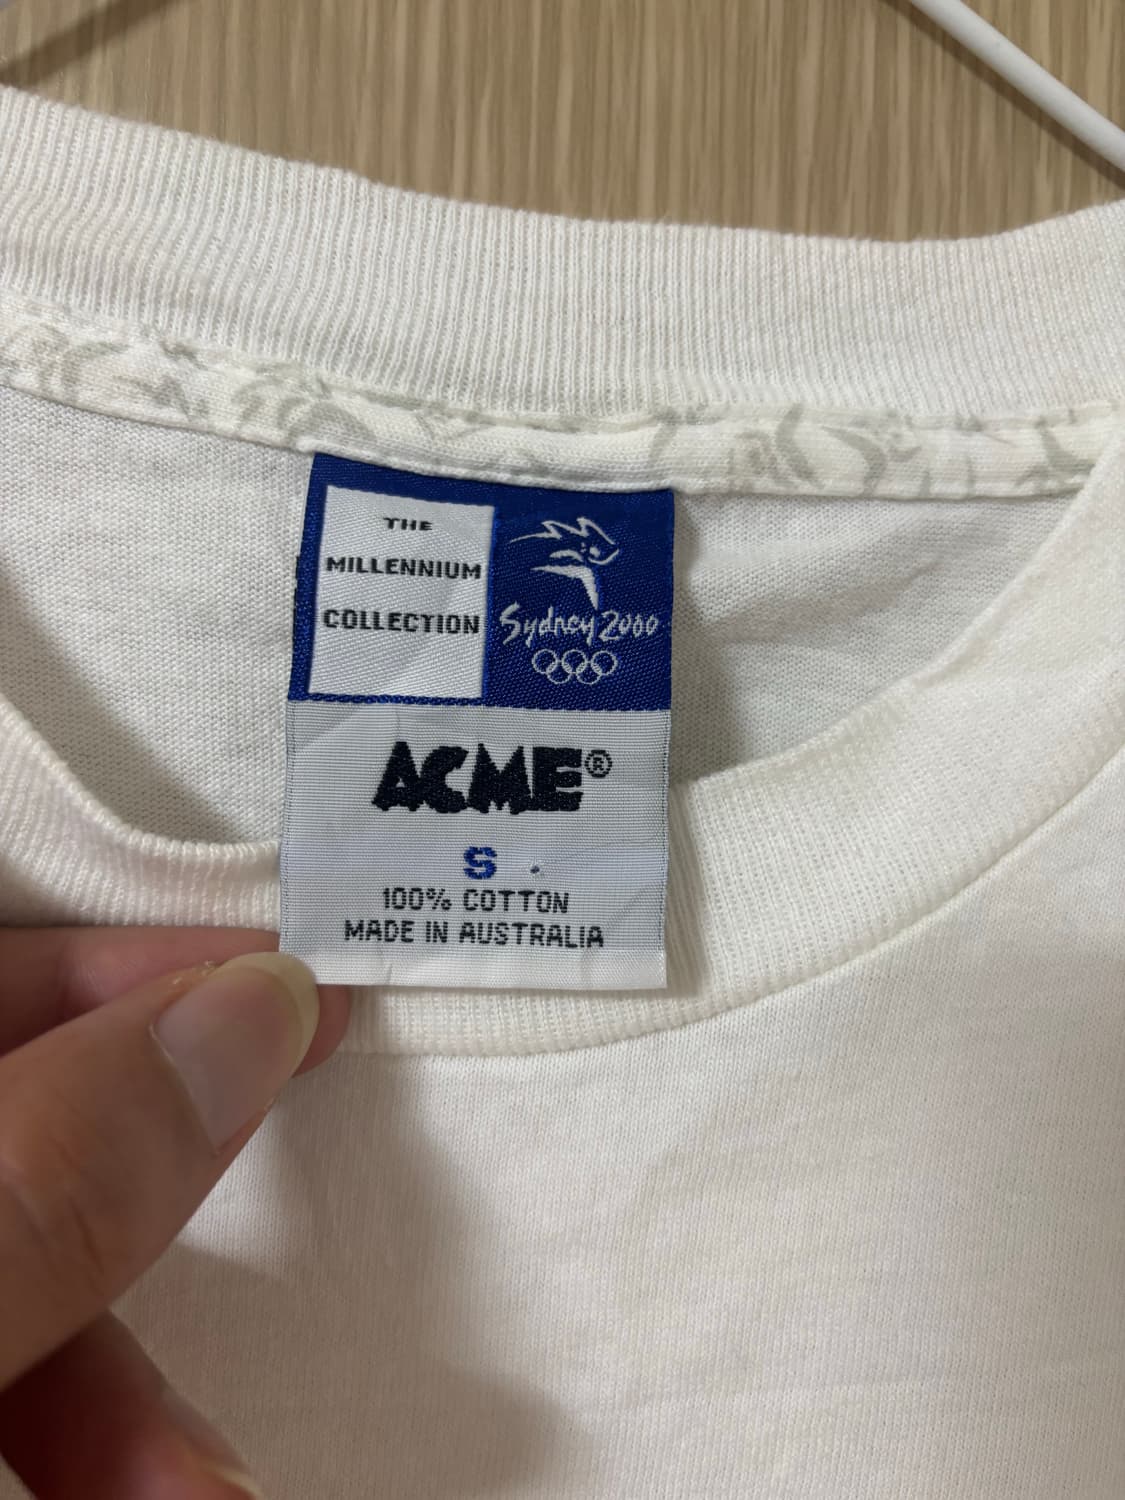 THE
MILLENNIUM
COLLECTION
Sydney 2000
ACME®
S
100% COTTON
MADE IN AUSTRALIA